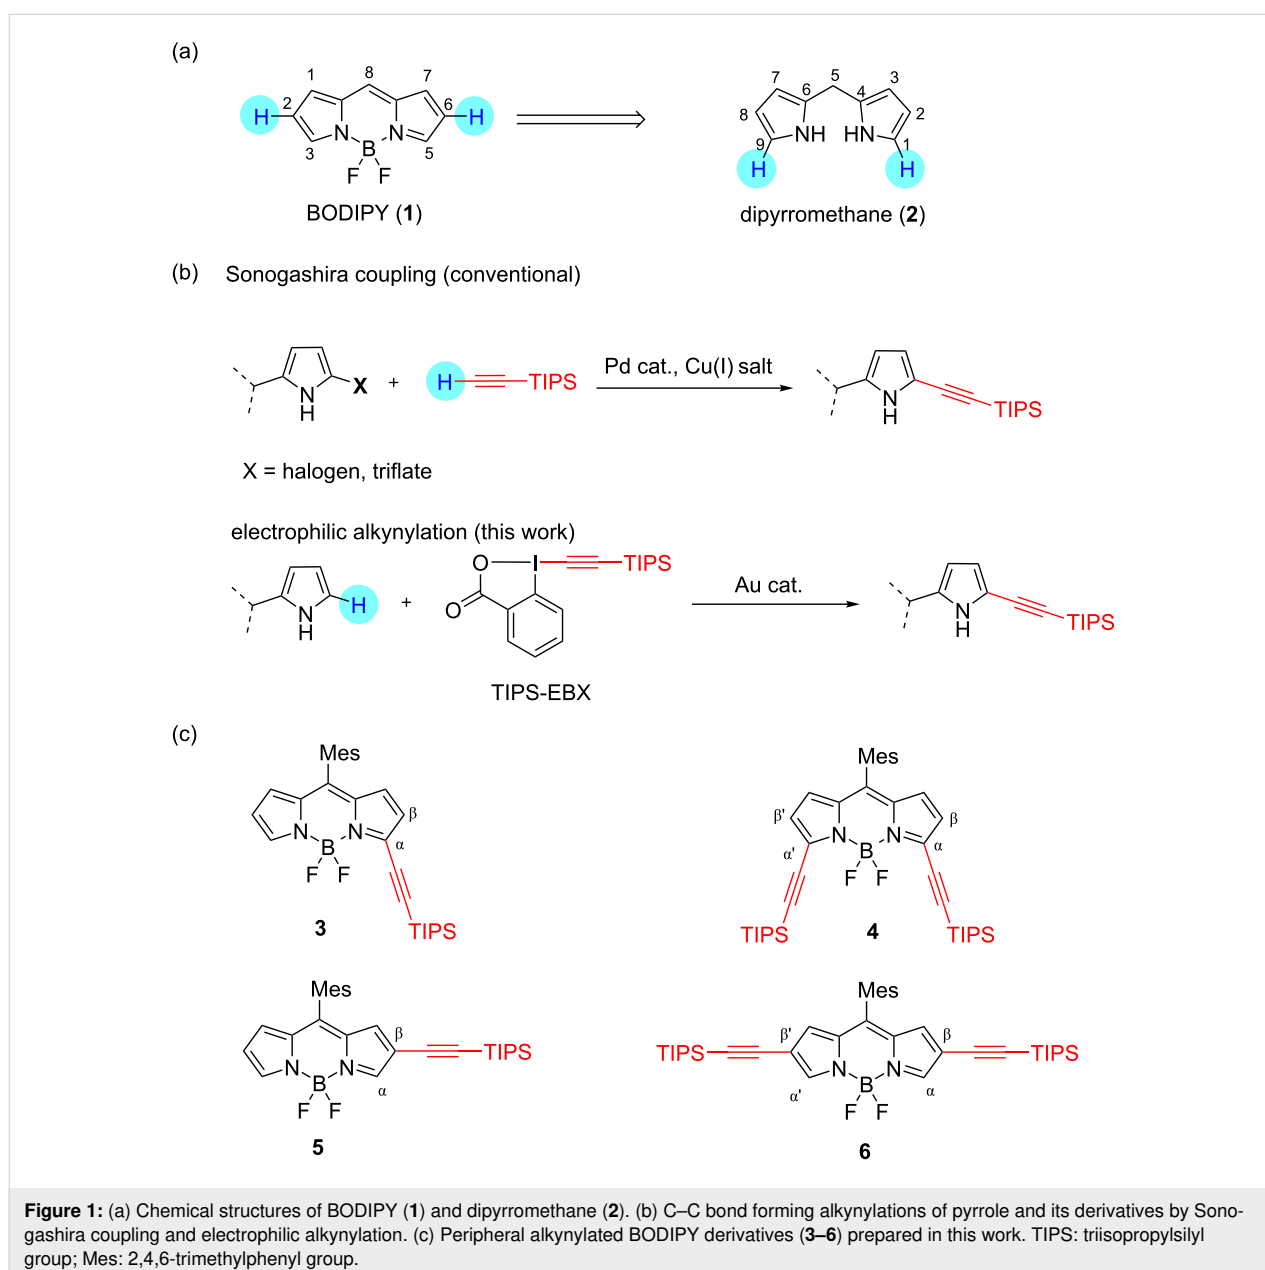 (a)
1 8 7
H 2 6 H
3 N B N 5
F F
BODIPY (1)
7 5 3
8 6 4 2
9 NH HN 1
H H
dipyrromethane (2)
(b) Sonogashira coupling (conventional)
N H X + H TIPS
Pd cat., Cu(I) salt
N H TIPS
X = halogen, triflate
electrophilic alkynylation (this work)
N H H + O I TIPS
O
Au cat.
N H TIPS
TIPS-EBX
(c)
Mes
β
N B N α
F F
TIPS
3
Mes
β' β
α' N B N α
F F
TIPS TIPS
4
Mes
β TIPS
N B N α
F F
5
Mes
TIPS β' β TIPS
α' N B N α
F F
6
Figure 1: (a) Chemical structures of BODIPY (1) and dipyrromethane (2). (b) C–C bond forming alkynylations of pyrrole and its derivatives by Sono-
gashira coupling and electrophilic alkynylation. (c) Peripheral alkynylated BODIPY derivatives (3–6) prepared in this work. TIPS: triisopropylsilyl
group; Mes: 2,4,6-trimethylphenyl group.